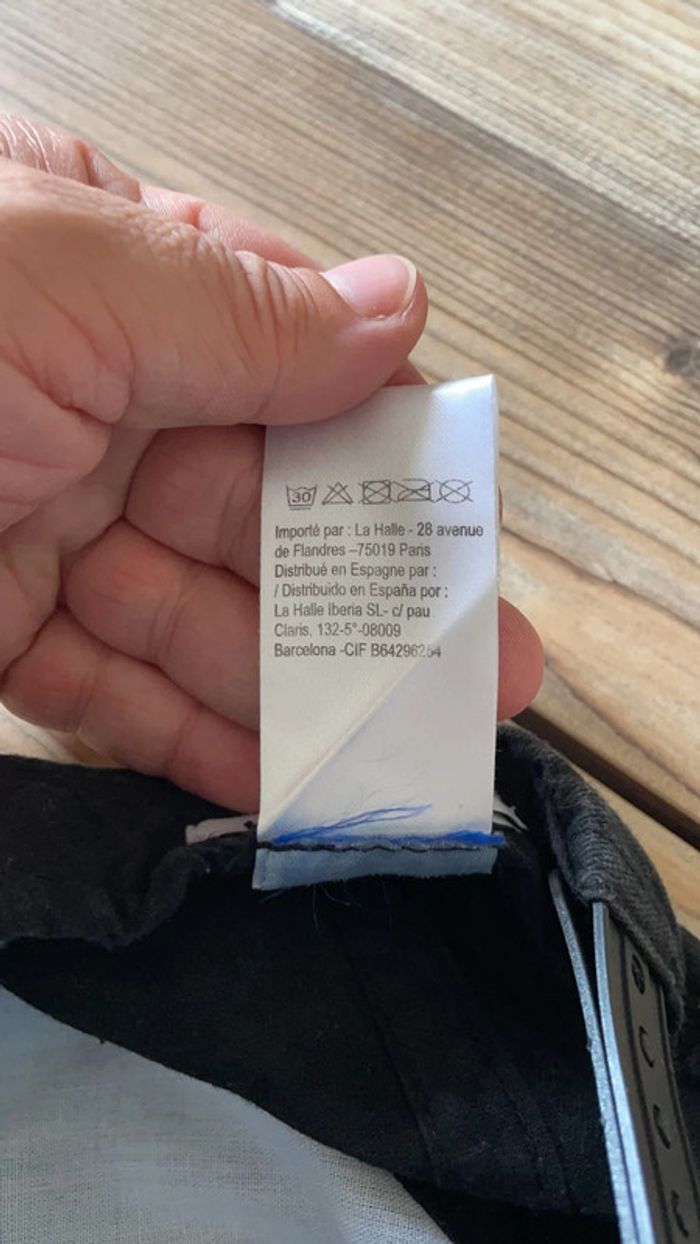 30
Importé par : La Halle - 28 avenue
de Flandres –75019 Paris
Distribué en Espagne par :
/ Distribuido en España por :
La Halle Iberia SL- c/ pau
Claris, 132-5°-08009
Barcelona -CIF B64296254